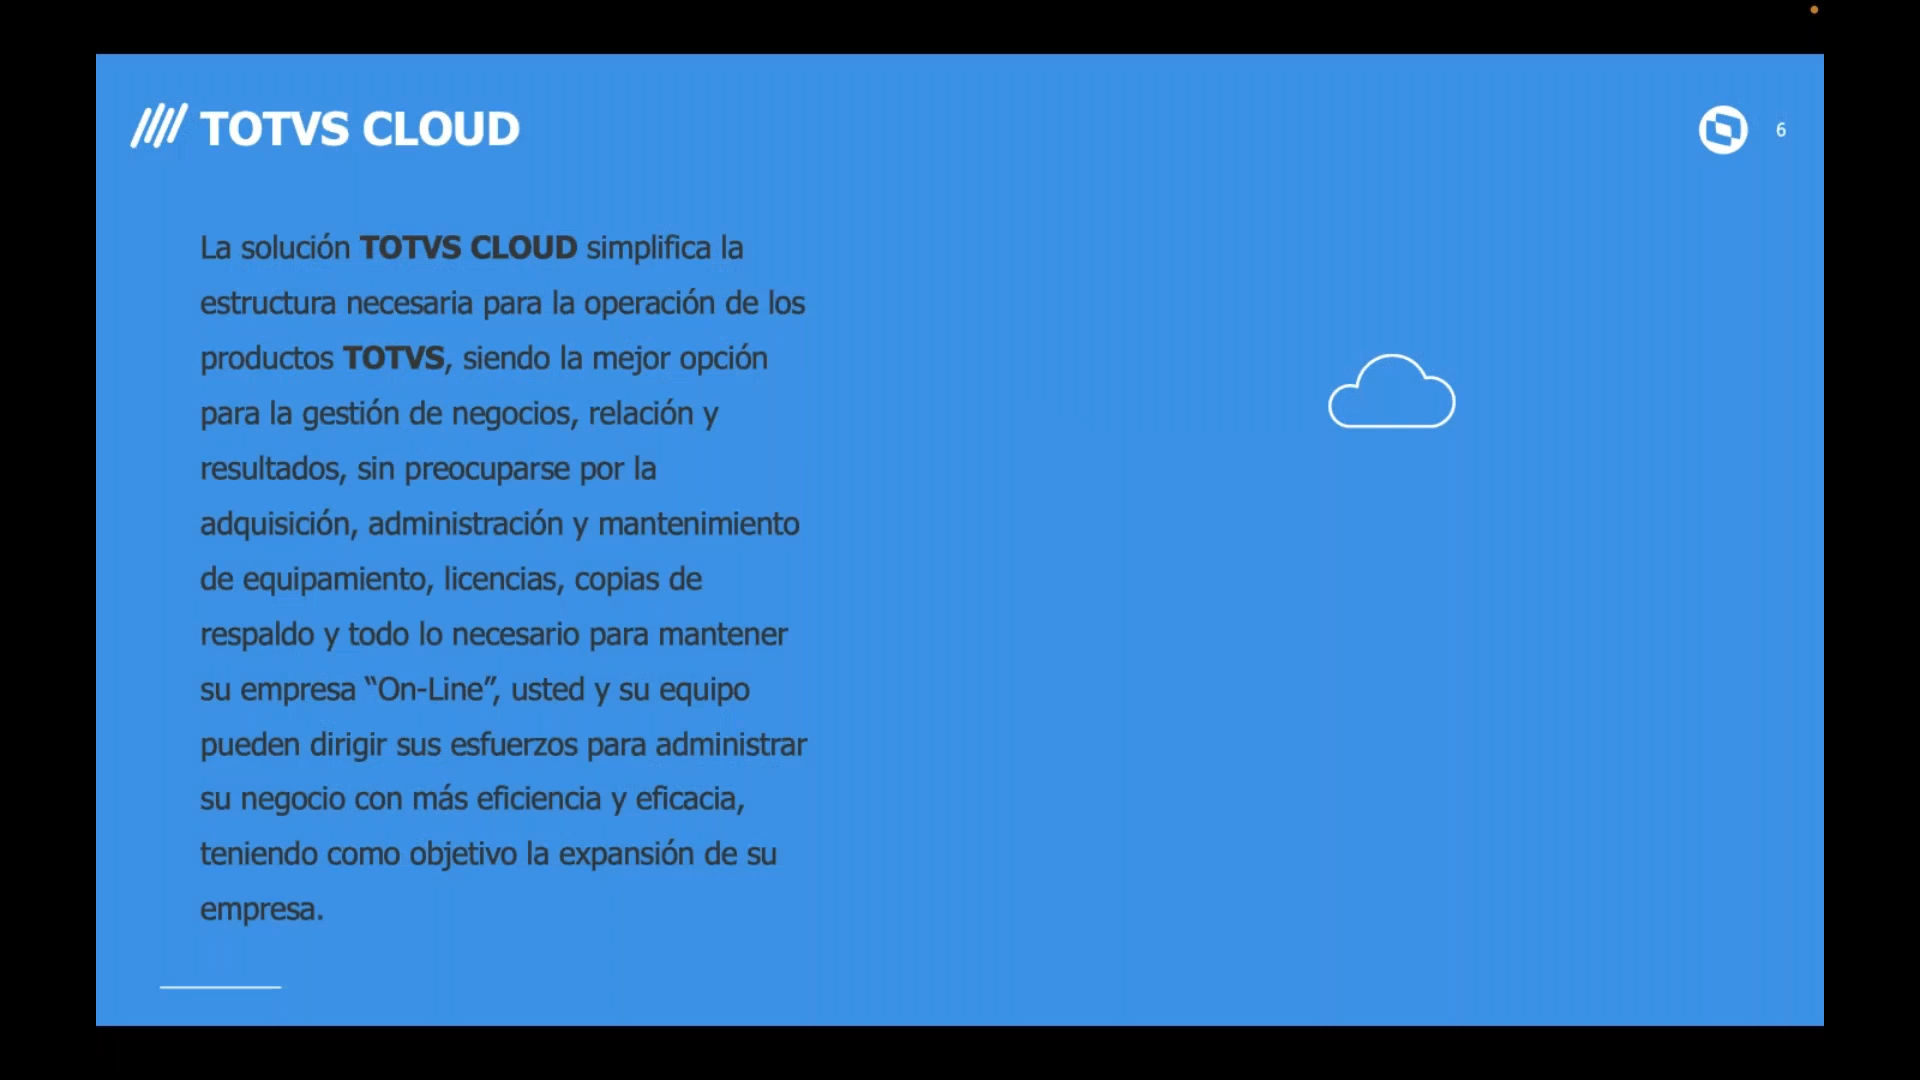 TOTVS CLOUD
6
La solución TOTVS CLOUD simplifica la
estructura necesaria para la operación de los
productos TOTVS, siendo la mejor opción
para la gestión de negocios, relación y
resultados, sin preocuparse por la
adquisición, administración y mantenimiento
de equipamiento, licencias, copias de
respaldo y todo lo necesario para mantener
su empresa “On-Line”, usted y su equipo
pueden dirigir sus esfuerzos para administrar
su negocio con más eficiencia y eficacia,
teniendo como objetivo la expansión de su
empresa.